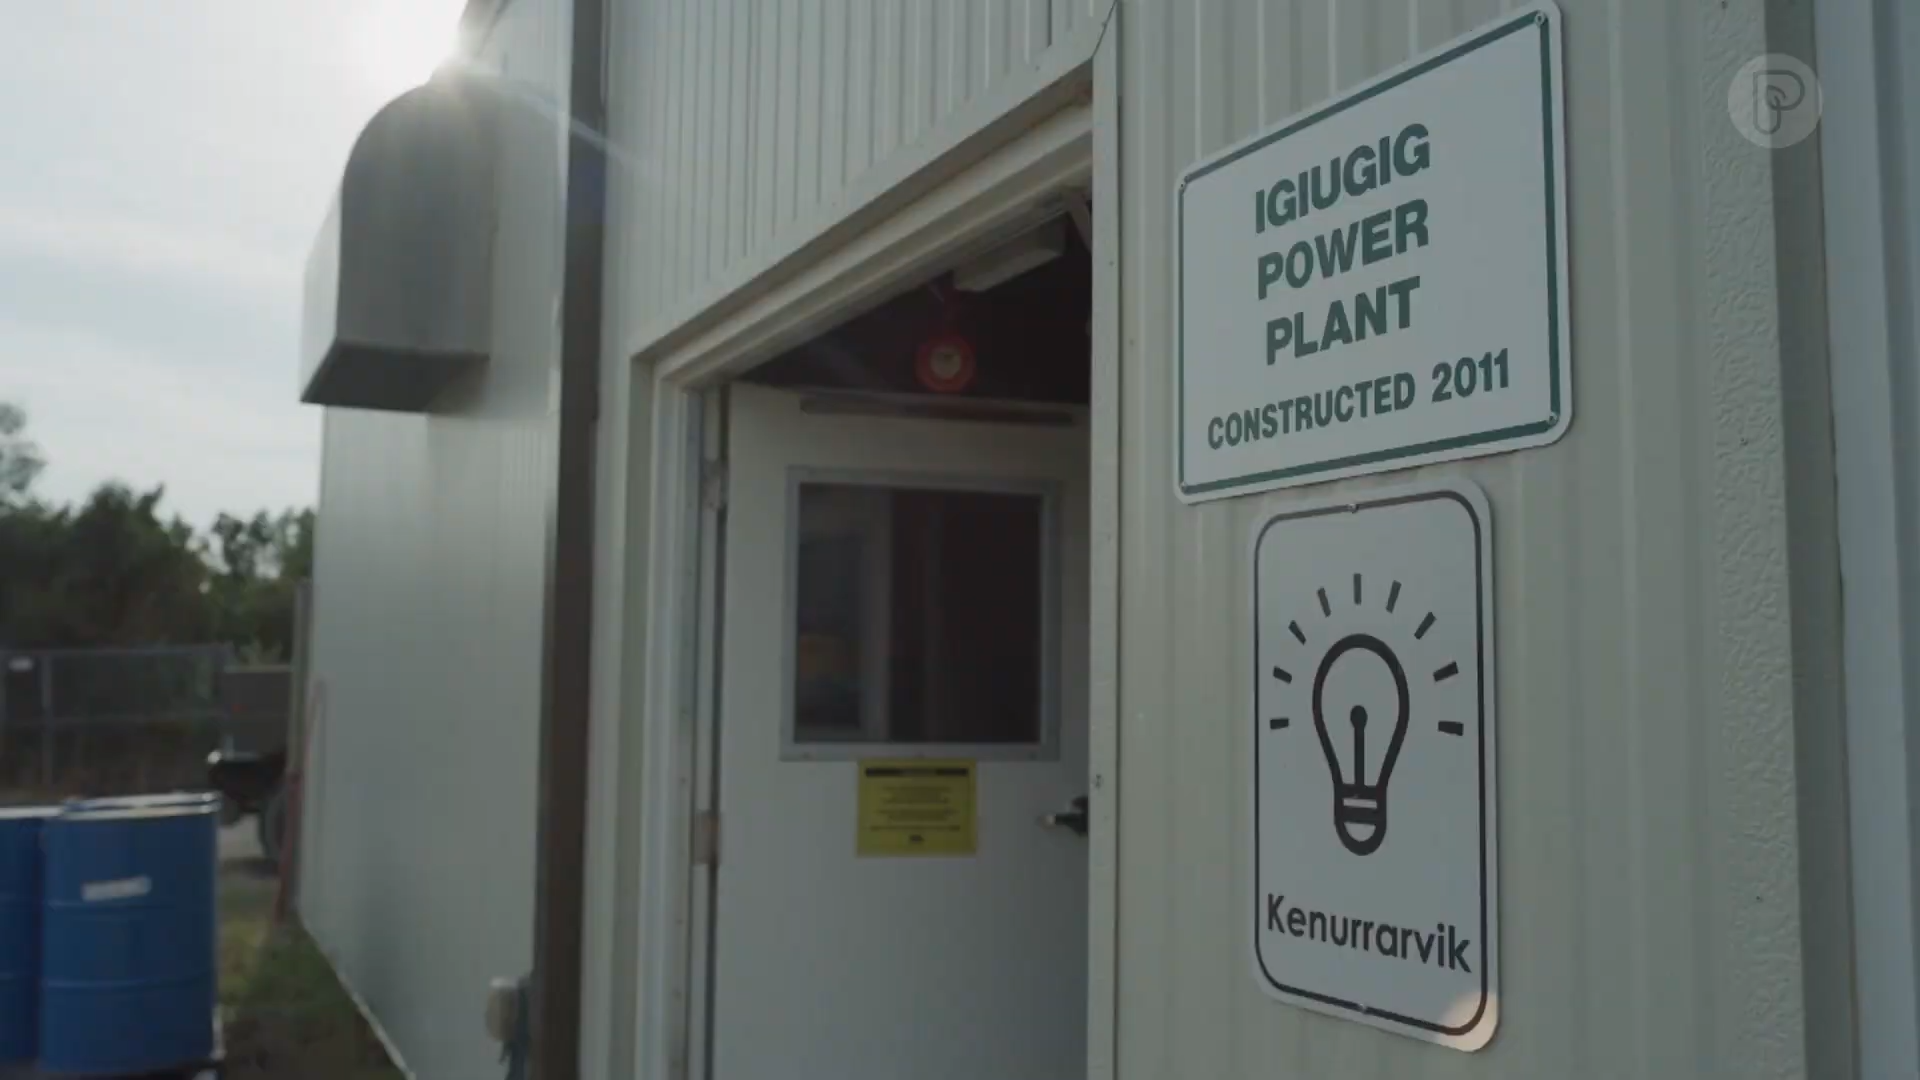 IGIUGIG
POWER
PLANT
CONSTRUCTED 2011
Kenurrarvik